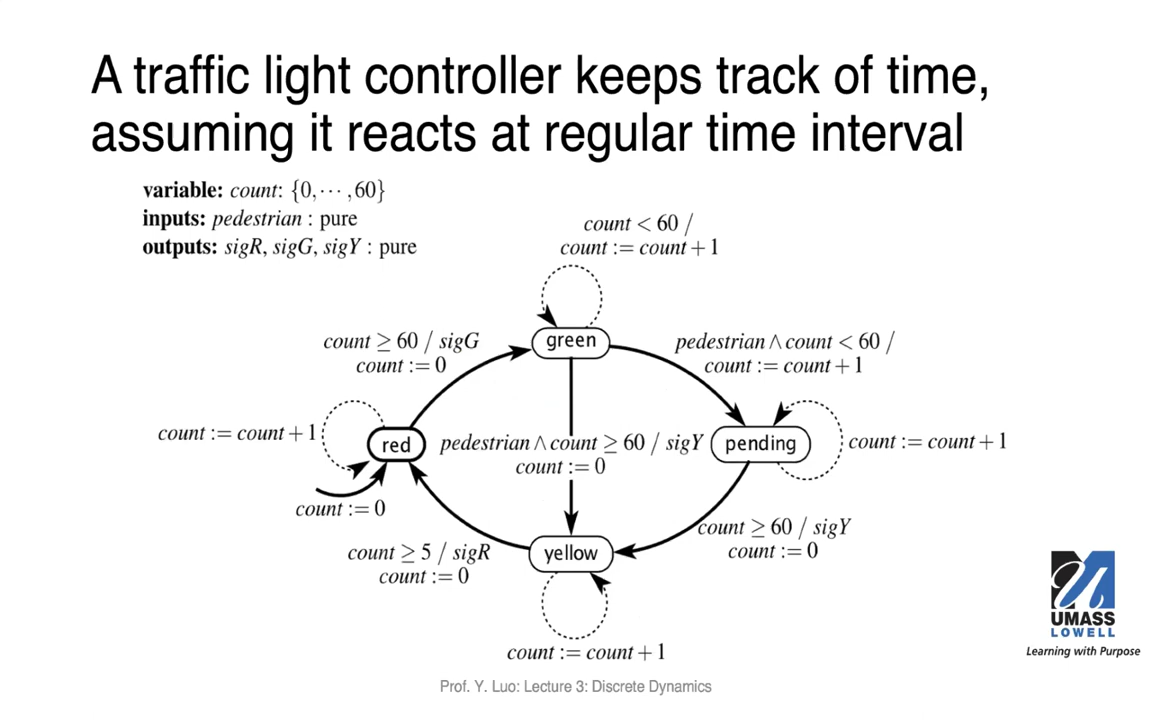 A traffic light controller keeps track of time,
assuming it reacts at regular time interval
variable: count: {0,⋯,60}
inputs: pedestrian : pure
outputs: sigR, sigG, sigY : pure
count < 60 /
count := count + 1
green
count ≥ 60 / sigG
count := 0
pedestrian ∧ count < 60 /
count := count + 1
count := count + 1
red
pedestrian ∧ count ≥ 60 / sigY
count := 0
pending
count := count + 1
count := 0
count ≥ 5 / sigR
count := 0
yellow
count ≥ 60 / sigY
count := 0
count := count + 1
UMASS
LOWELL
Learning with Purpose
Prof. Y. Luo: Lecture 3: Discrete Dynamics